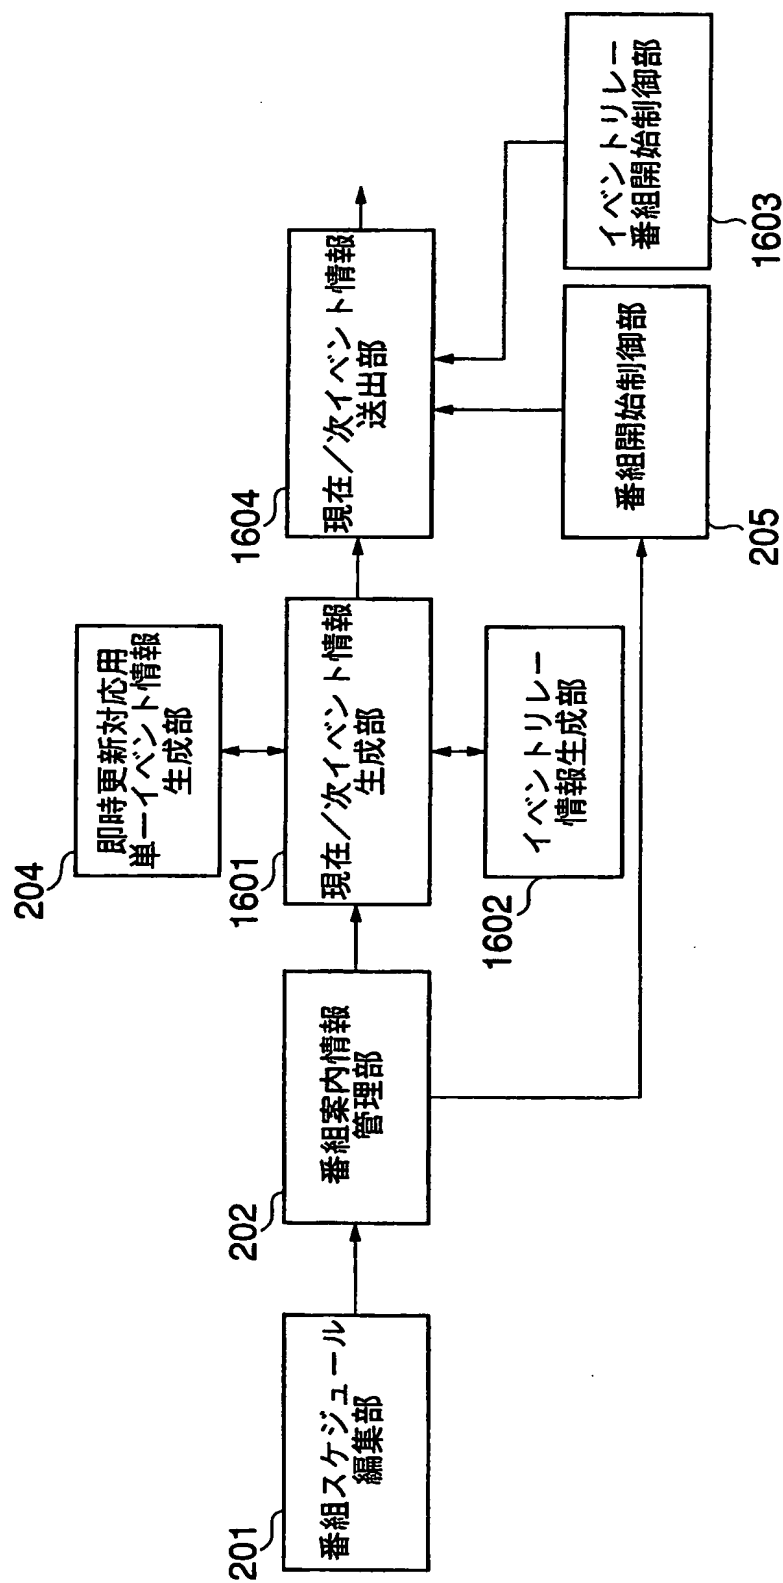 204
即時更新対応用
単一イベント情報
生成部
201
番組スケジュール
編集部
202
番組案内情報
管理部
1601
現在／次イベント情報
生成部
1604
現在／次イベント情報
送出部
1602
イベントリレー
情報生成部
205
番組開始制御部
1603
イベントリレー
番組開始制御部